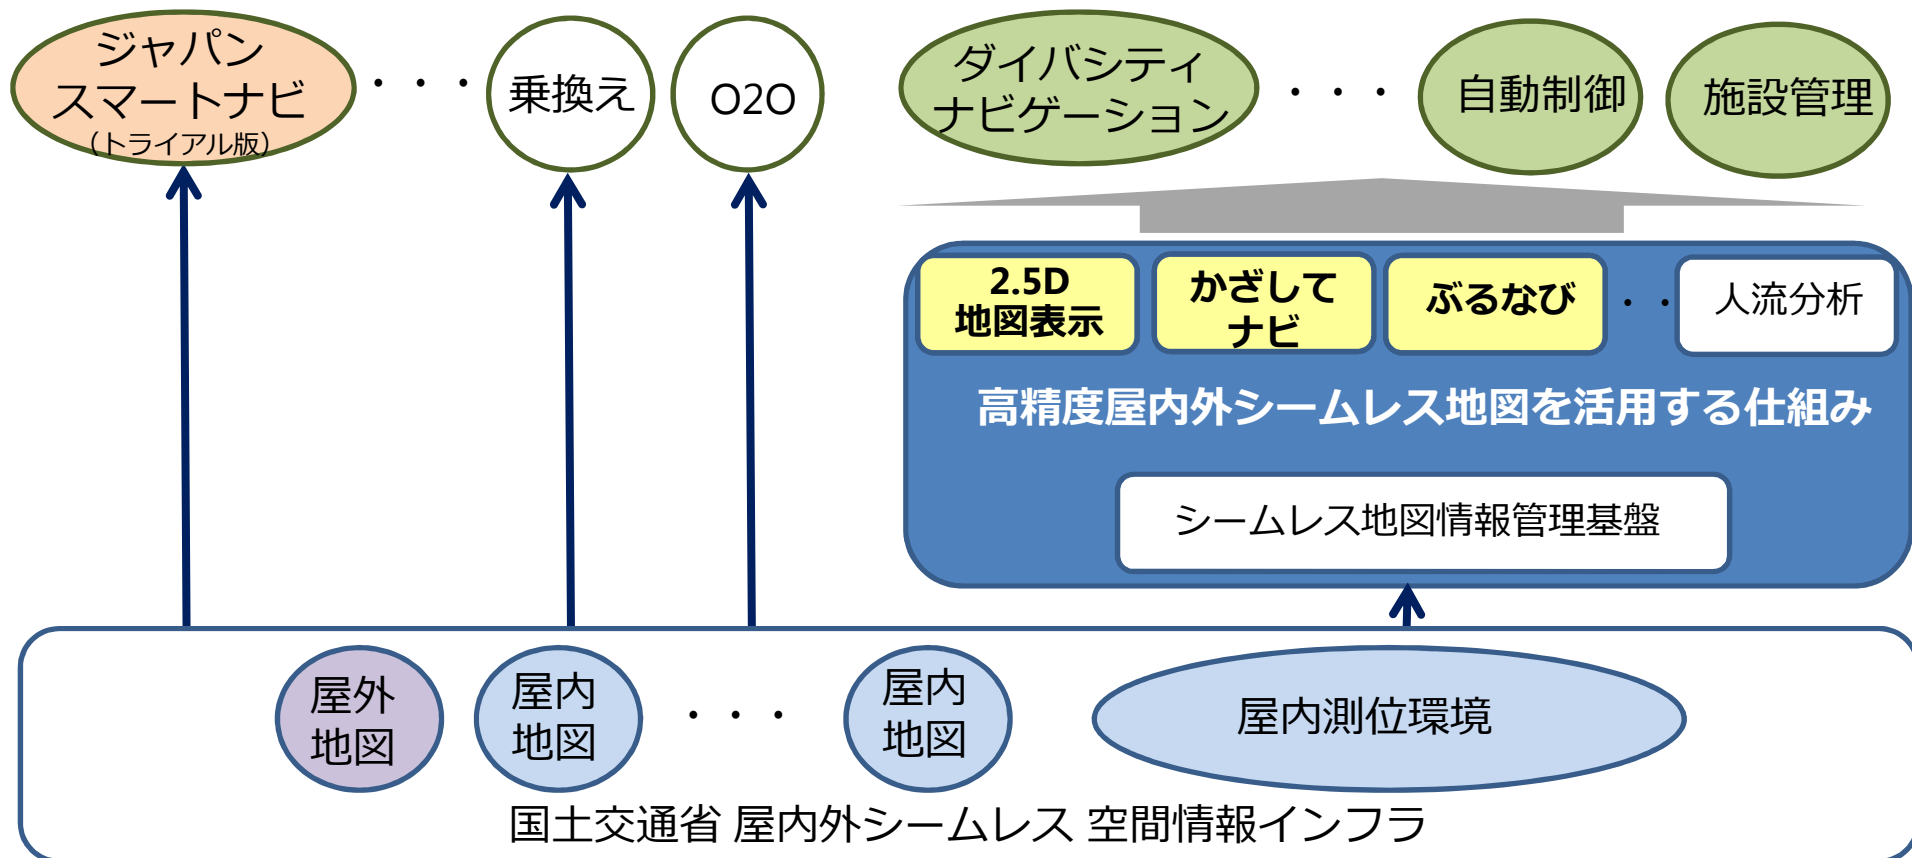 ジャパン
スマートナビ
（トライアル版）
・・・
乗換え
O2O
ダイバシティ
ナビゲーション
・・・
自動制御
施設管理
2.5D
地図表示
かざして
ナビ
ぶるなび
・・
人流分析
高精度屋内外シームレス地図を活用する仕組み
シームレス地図情報管理基盤
屋外
地図
屋内
地図
・・・
屋内
地図
屋内測位環境
国土交通省 屋内外シームレス 空間情報インフラ